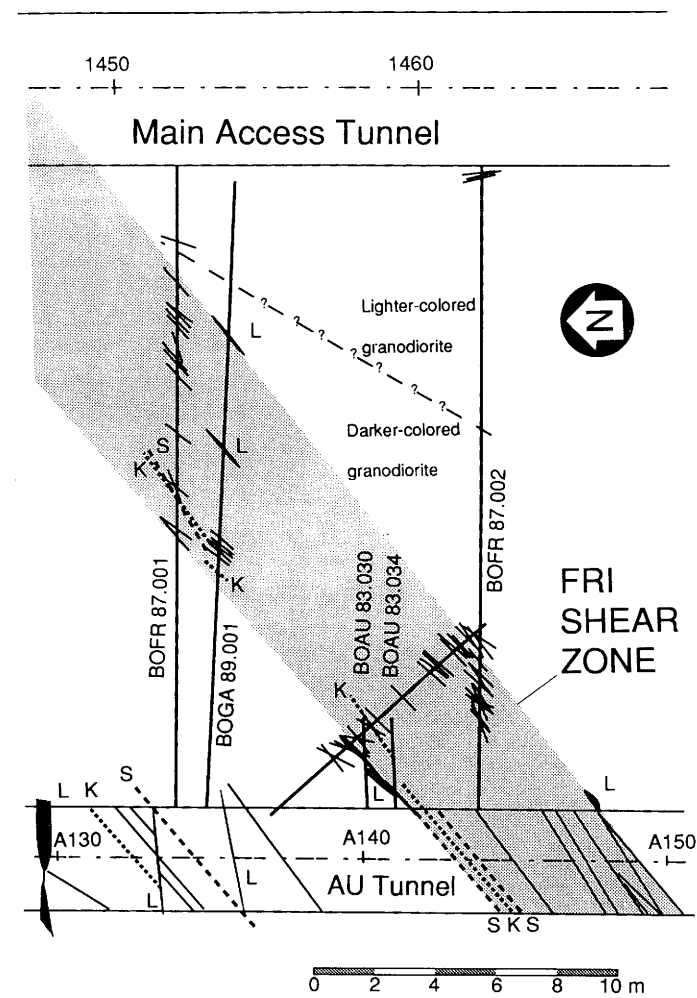 1450 1460
Main Access Tunnel
Lighter-colored
granodiorite
Darker-colored
granodiorite
N
L
L
S
K
K
K
L
L
? ? ? ? ? ? ?
BOFR 87.001
BOGA 89.001
BOAU 83.030
BOAU 83.034
BOFR 87.002
FRI
SHEAR
ZONE
L K S
A130 A140 A150
L L
AU Tunnel
S K S
0 2 4 6 8 10 m